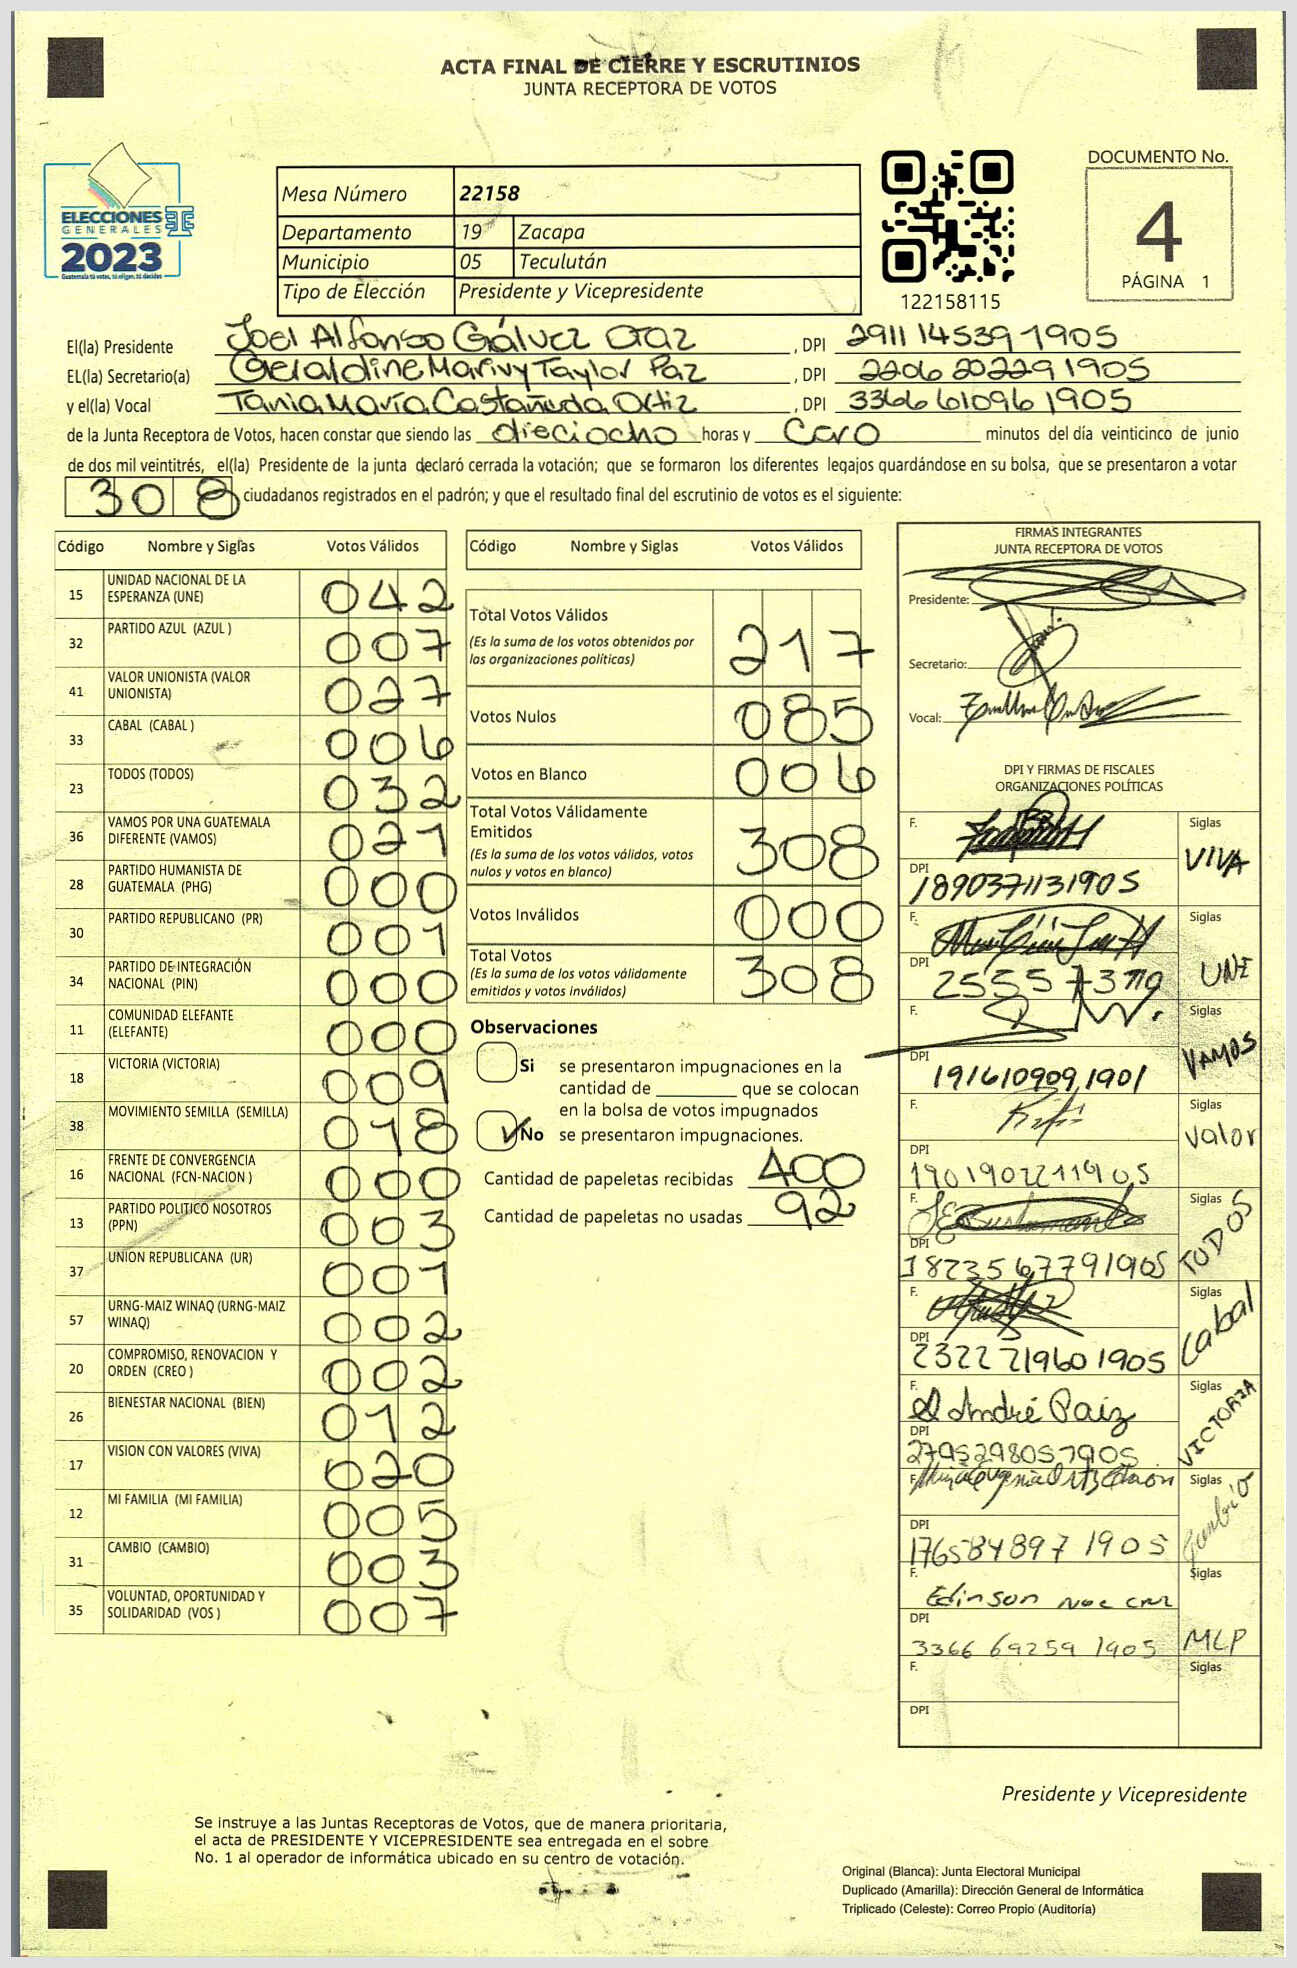 ACTA FINAL DE CIERRE Y ESCRUTINIOS
JUNTA RECEPTORA DE VOTOS
ELECCIONES
GENERALES
2023
Guatemala tú votas, tú eliges, tú decides
Mesa Número 22158
Departamento 19 Zacapa
Municipio 05 Teculután
Tipo de Elección Presidente y Vicepresidente
122158115
DOCUMENTO No.
4
PÁGINA 1
El(la) Presidente Joel Alfonso Gálvez Díaz, DPI 2911 14539 1905
EL(la) Secretario(a) Geraldine Marivy Taylor Paz, DPI 2206 20229 1905
y el(la) Vocal Tania María Castañeda Ortiz, DPI 3366 61096 1905
de la Junta Receptora de Votos, hacen constar que siendo las dieciocho horas y cero minutos del día veinticinco de junio
de dos mil veintitrés, el(la) Presidente de la junta declaró cerrada la votación; que se formaron los diferentes legajos quardándose en su bolsa, que se presentaron a votar
308 ciudadanos registrados en el padrón; y que el resultado final del escrutinio de votos es el siguiente:
Código Nombre y Siglas Votos Válidos
15 UNIDAD NACIONAL DE LA ESPERANZA (UNE) 042
32 PARTIDO AZUL (AZUL ) 007
41 VALOR UNIONISTA (VALOR UNIONISTA) 027
33 CABAL (CABAL ) 006
23 TODOS (TODOS) 032
36 VAMOS POR UNA GUATEMALA DIFERENTE (VAMOS) 021
28 PARTIDO HUMANISTA DE GUATEMALA (PHG) 000
30 PARTIDO REPUBLICANO (PR) 001
34 PARTIDO DE INTEGRACIÓN NACIONAL (PIN) 000
11 COMUNIDAD ELEFANTE (ELEFANTE) 000
18 VICTORIA (VICTORIA) 009
38 MOVIMIENTO SEMILLA (SEMILLA) 018
16 FRENTE DE CONVERGENCIA NACIONAL (FCN-NACION ) 000
13 PARTIDO POLITICO NOSOTROS (PPN) 003
37 UNION REPUBLICANA (UR) 001
57 URNG-MAIZ WINAQ (URNG-MAIZ WINAQ) 002
20 COMPROMISO, RENOVACION Y ORDEN (CREO ) 002
26 BIENESTAR NACIONAL (BIEN) 012
17 VISION CON VALORES (VIVA) 020
12 MI FAMILIA (MI FAMILIA) 005
31 CAMBIO (CAMBIO) 003
35 VOLUNTAD, OPORTUNIDAD Y SOLIDARIDAD (VOS ) 007
Código Nombre y Siglas Votos Válidos
Total Votos Válidos 217
(Es la suma de los votos obtenidos por
las organizaciones políticas)
Votos Nulos 085
Votos en Blanco 006
Total Votos Válidamente
Emitidos 308
(Es la suma de los votos válidos, votos
nulos y votos en blanco)
Votos Inválidos 000
Total Votos 308
(Es la suma de los votos válidamente
emitidos y votos inválidos)
Observaciones
Si se presentaron impugnaciones en la
cantidad de ________ que se colocan
en la bolsa de votos impugnados
No se presentaron impugnaciones.
Cantidad de papeletas recibidas 400
Cantidad de papeletas no usadas 92
FIRMAS INTEGRANTES
JUNTA RECEPTORA DE VOTOS
Presidente:
Secretario:
Vocal:
DPI Y FIRMAS DE FISCALES
ORGANIZACIONES POLÍTICAS
F. Siglas VIVA
DPI 1890371131905
F. Siglas UNE
DPI
F. Siglas VAMOS
DPI 191610909 1901
F. Siglas Valor
DPI 1901902211905
F. Siglas TODOS
DPI 1823567791905
F. Siglas Cabal
DPI 2322219601905
F. André Paiz Siglas VICTORIA
DPI 2795298051905
F. Siglas Cambio
DPI 176584897 1905
F. Edinson Noe Cruz Siglas MLP
DPI 3366 69259 1905
F. Siglas
DPI
Presidente y Vicepresidente
Se instruye a las Juntas Receptoras de Votos, que de manera prioritaria,
el acta de PRESIDENTE Y VICEPRESIDENTE sea entregada en el sobre
No. 1 al operador de informática ubicado en su centro de votación.
Original (Blanca): Junta Electoral Municipal
Duplicado (Amarilla): Dirección General de Informática
Triplicado (Celeste): Correo Propio (Auditoría)